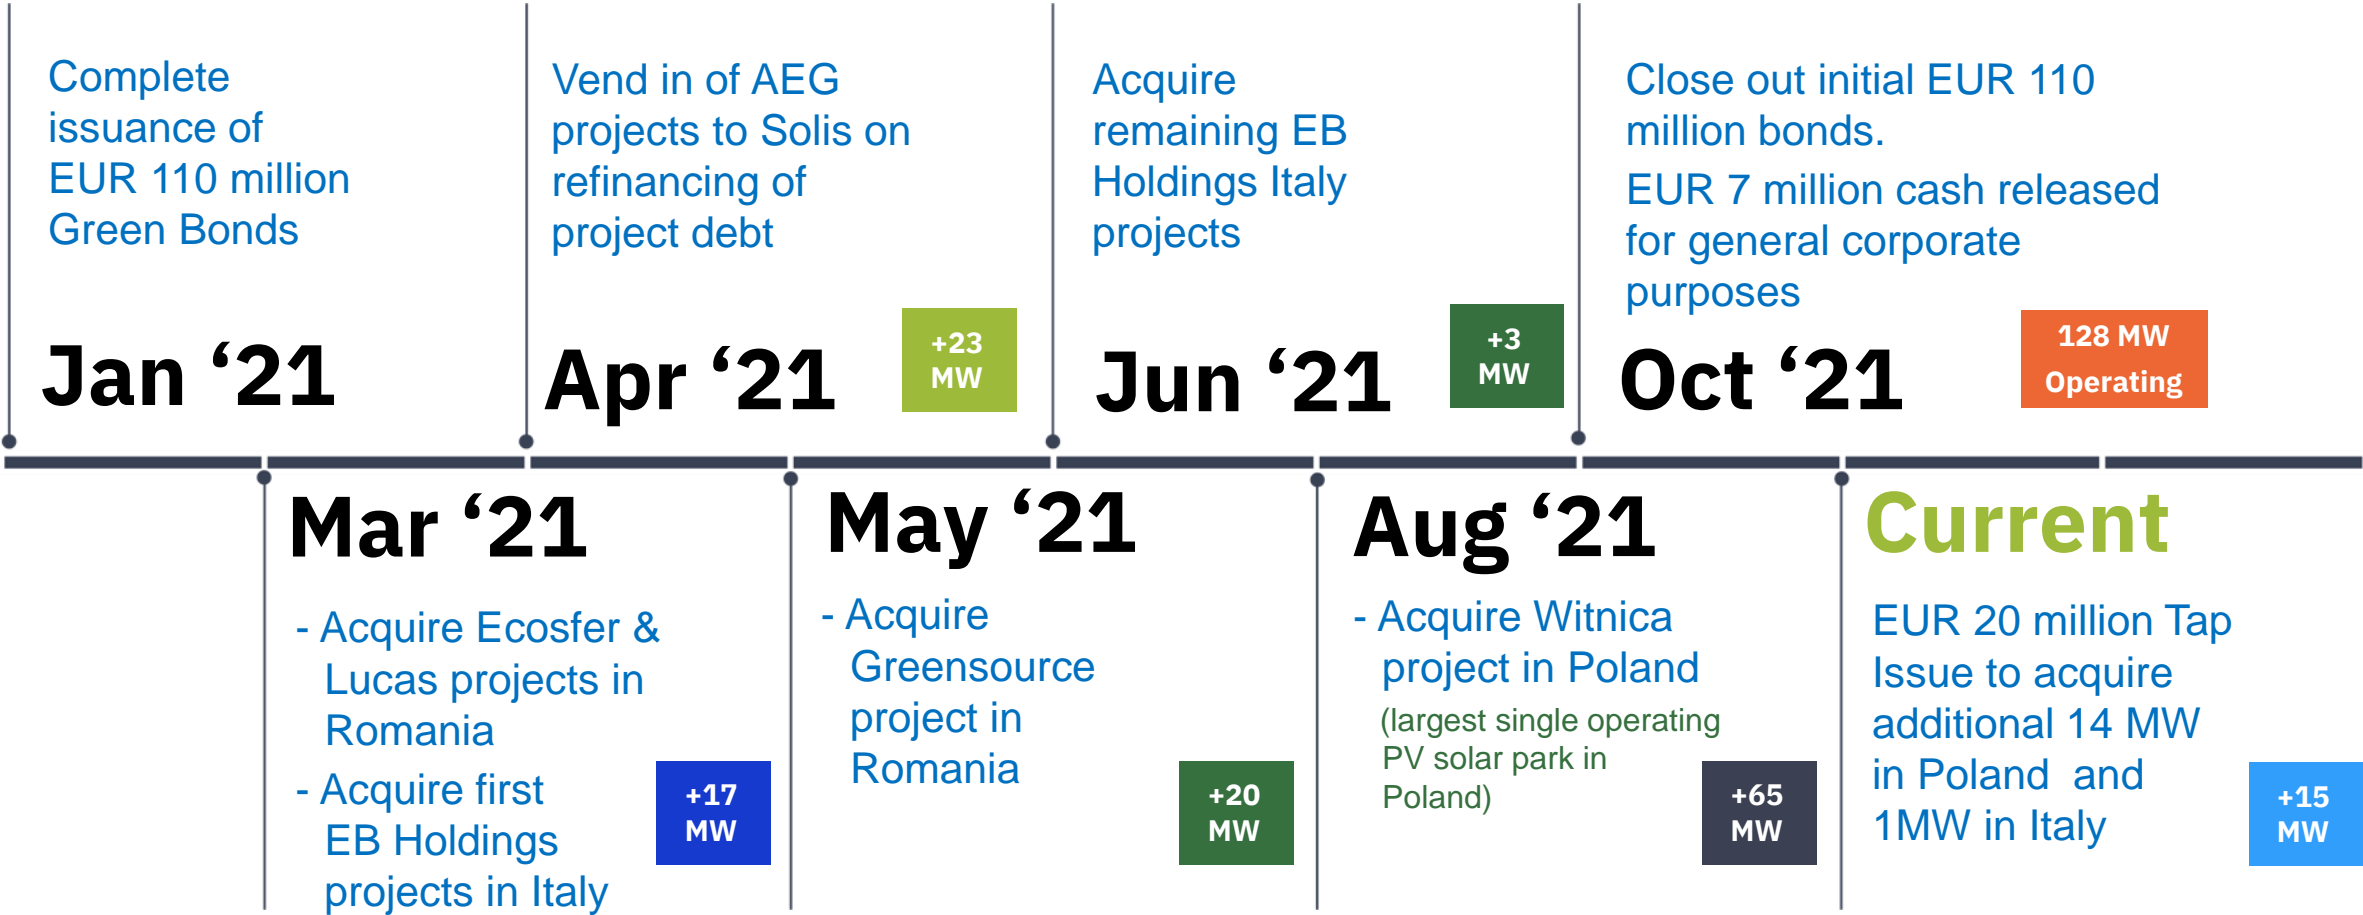 Complete
issuance of
EUR 110 million
Green Bonds
Jan ‘21
Mar ‘21
- Acquire Ecosfer &
Lucas projects in
Romania
- Acquire first
EB Holdings
projects in Italy
+17
MW
Vend in of AEG
projects to Solis on
refinancing of
project debt
Apr ‘21
+23
MW
May ‘21
- Acquire
Greensource
project in
Romania
+20
MW
Acquire
remaining EB
Holdings Italy
projects
Jun ‘21
+3
MW
Aug ‘21
- Acquire Witnica
project in Poland
(largest single operating
PV solar park in
Poland)
+65
MW
Close out initial EUR 110
million bonds.
EUR 7 million cash released
for general corporate
purposes
Oct ‘21
128 MW
Operating
Current
EUR 20 million Tap
Issue to acquire
additional 14 MW
in Poland  and
1MW in Italy
+15
MW